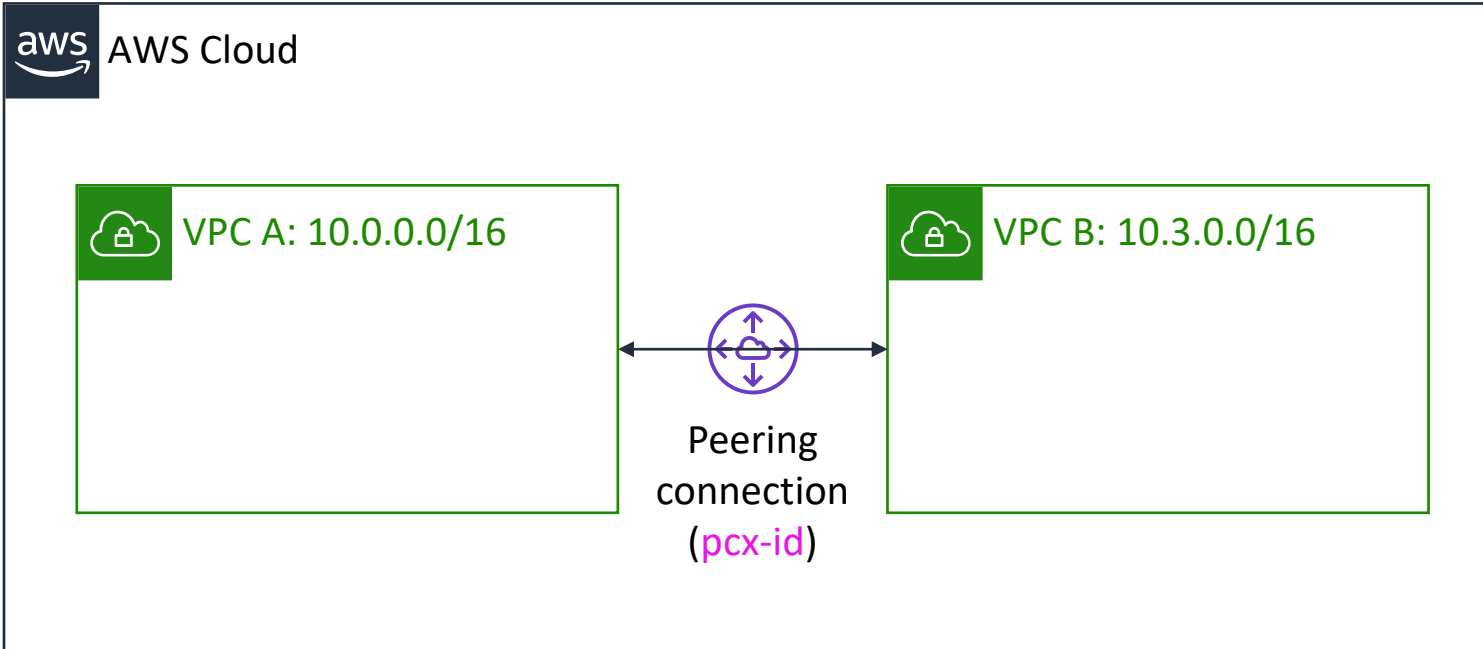 aws
AWS Cloud
VPC A: 10.0.0.0/16
VPC B: 10.3.0.0/16
Peering
connection
(pcx-id)